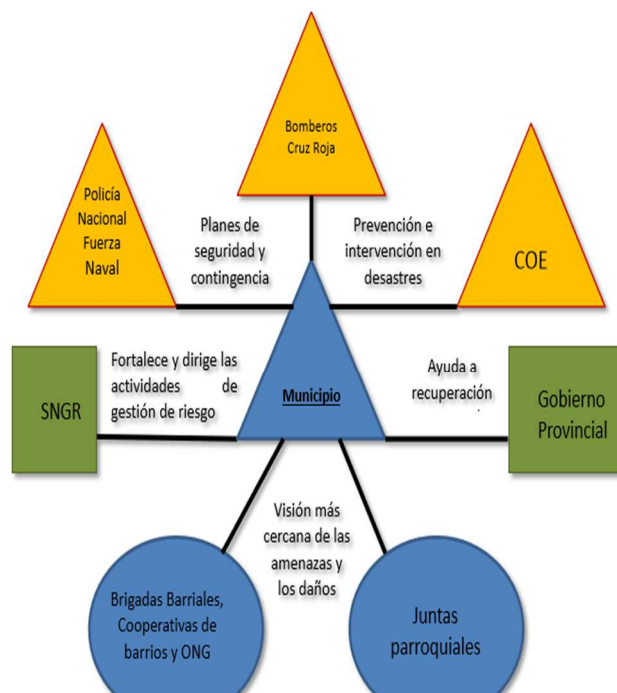 Bomberos
Cruz Roja
Policía
Nacional
Fuerza
Naval
Planes de
seguridad y
contingencia
Prevención e
intervención en
desastres
COE
SNGR
Fortalece y dirige las
actividades de
gestión de riesgo
Municipio
Ayuda a
recuperación
.
Gobierno
Provincial
Visión más
cercana de las
amenazas y
los daños
Brigadas Barriales,
Cooperativas de
barrios y ONG
Juntas
parroquiales